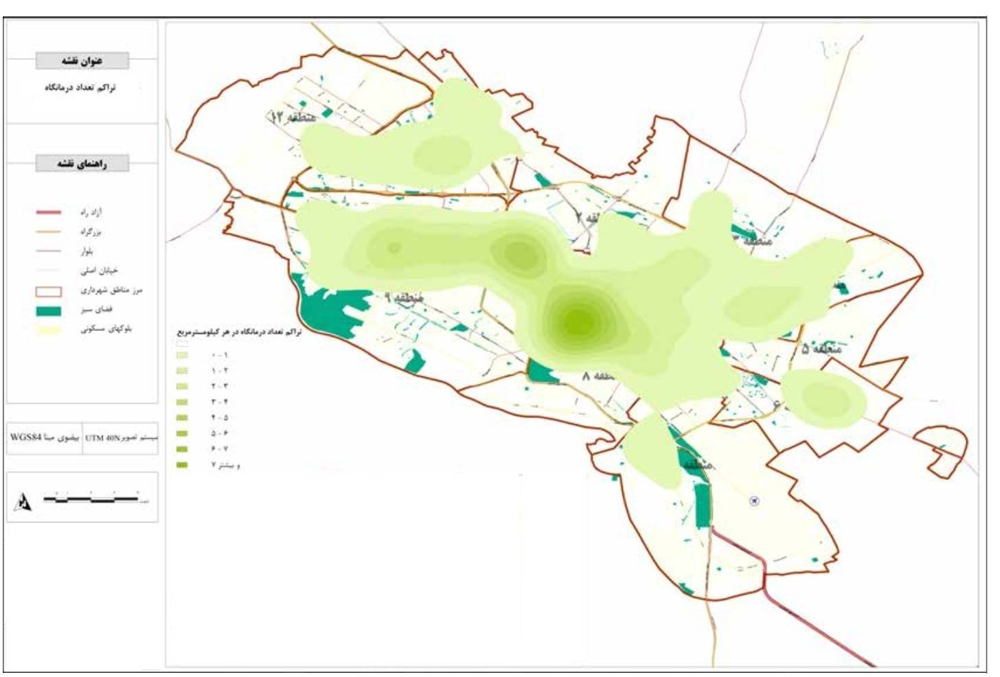 عنوان نقشه
تراکم تعداد درمانگاه
راهنمای نقشه
آزاد راه
بزرگراه
بلوار
خیابان اصلی
مرز مناطق شهرداری
فضای سبز
بلوکهای مسکونی
سیستم تصویر UTM 40N
بیضوی مبنا WGS84
منطقه ۱۲
منطقه ۳
منطقه ۹
منطقه ۵
منطقه
تراکم تعداد درمانگاه در هر کیلومترمربع
۰ - ۱
۱ - ۲
۲ - ۳
۳ - ۴
۴ - ۵
۵ - ۶
۶ - ۷
۷ و بیشتر